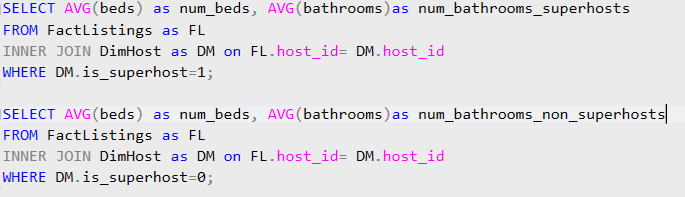 SELECT AVG(beds) as num_beds, AVG(bathrooms)as num_bathrooms_superhosts
FROM FactListings as FL
INNER JOIN DimHost as DM on FL.host_id= DM.host_id
WHERE DM.is_superhost=1;
SELECT AVG(beds) as num_beds, AVG(bathrooms)as num_bathrooms_non_superhosts
FROM FactListings as FL
INNER JOIN DimHost as DM on FL.host_id= DM.host_id
WHERE DM.is_superhost=0;